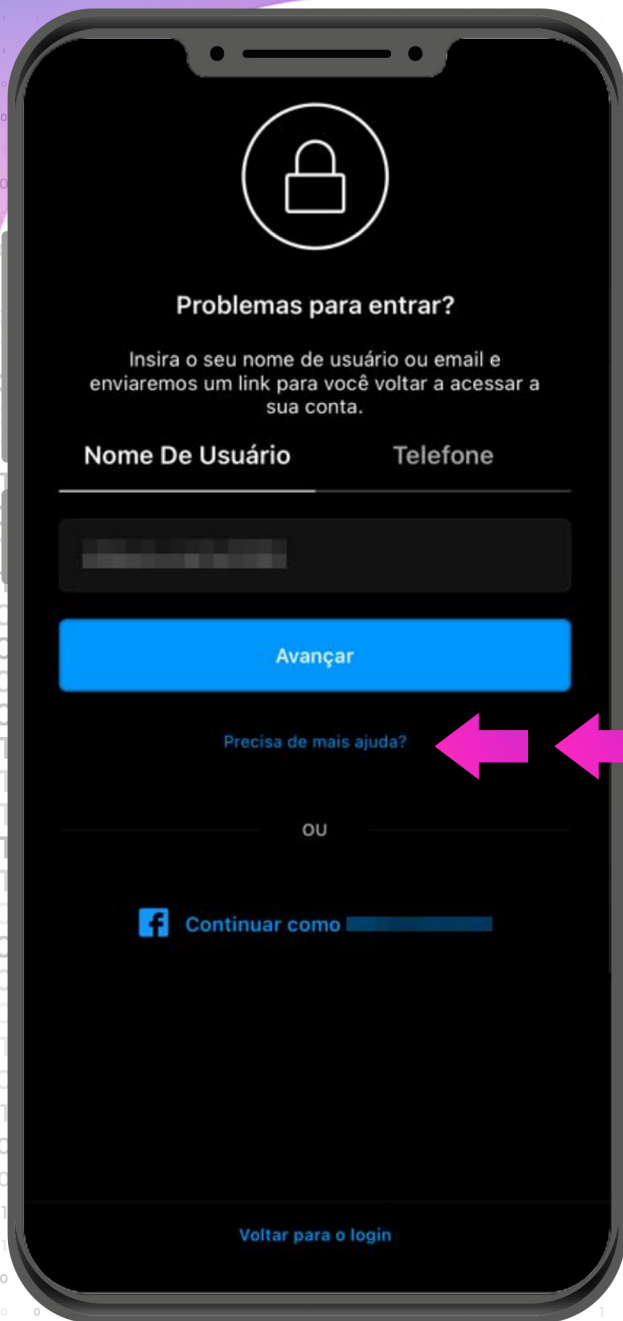 Problemas para entrar?
Insira o seu nome de usuário ou email e
enviaremos um link para você voltar a acessar a
sua conta.
Nome De Usuário
Telefone
Avançar
Precisa de mais ajuda?
OU
Continuar como
Voltar para o login